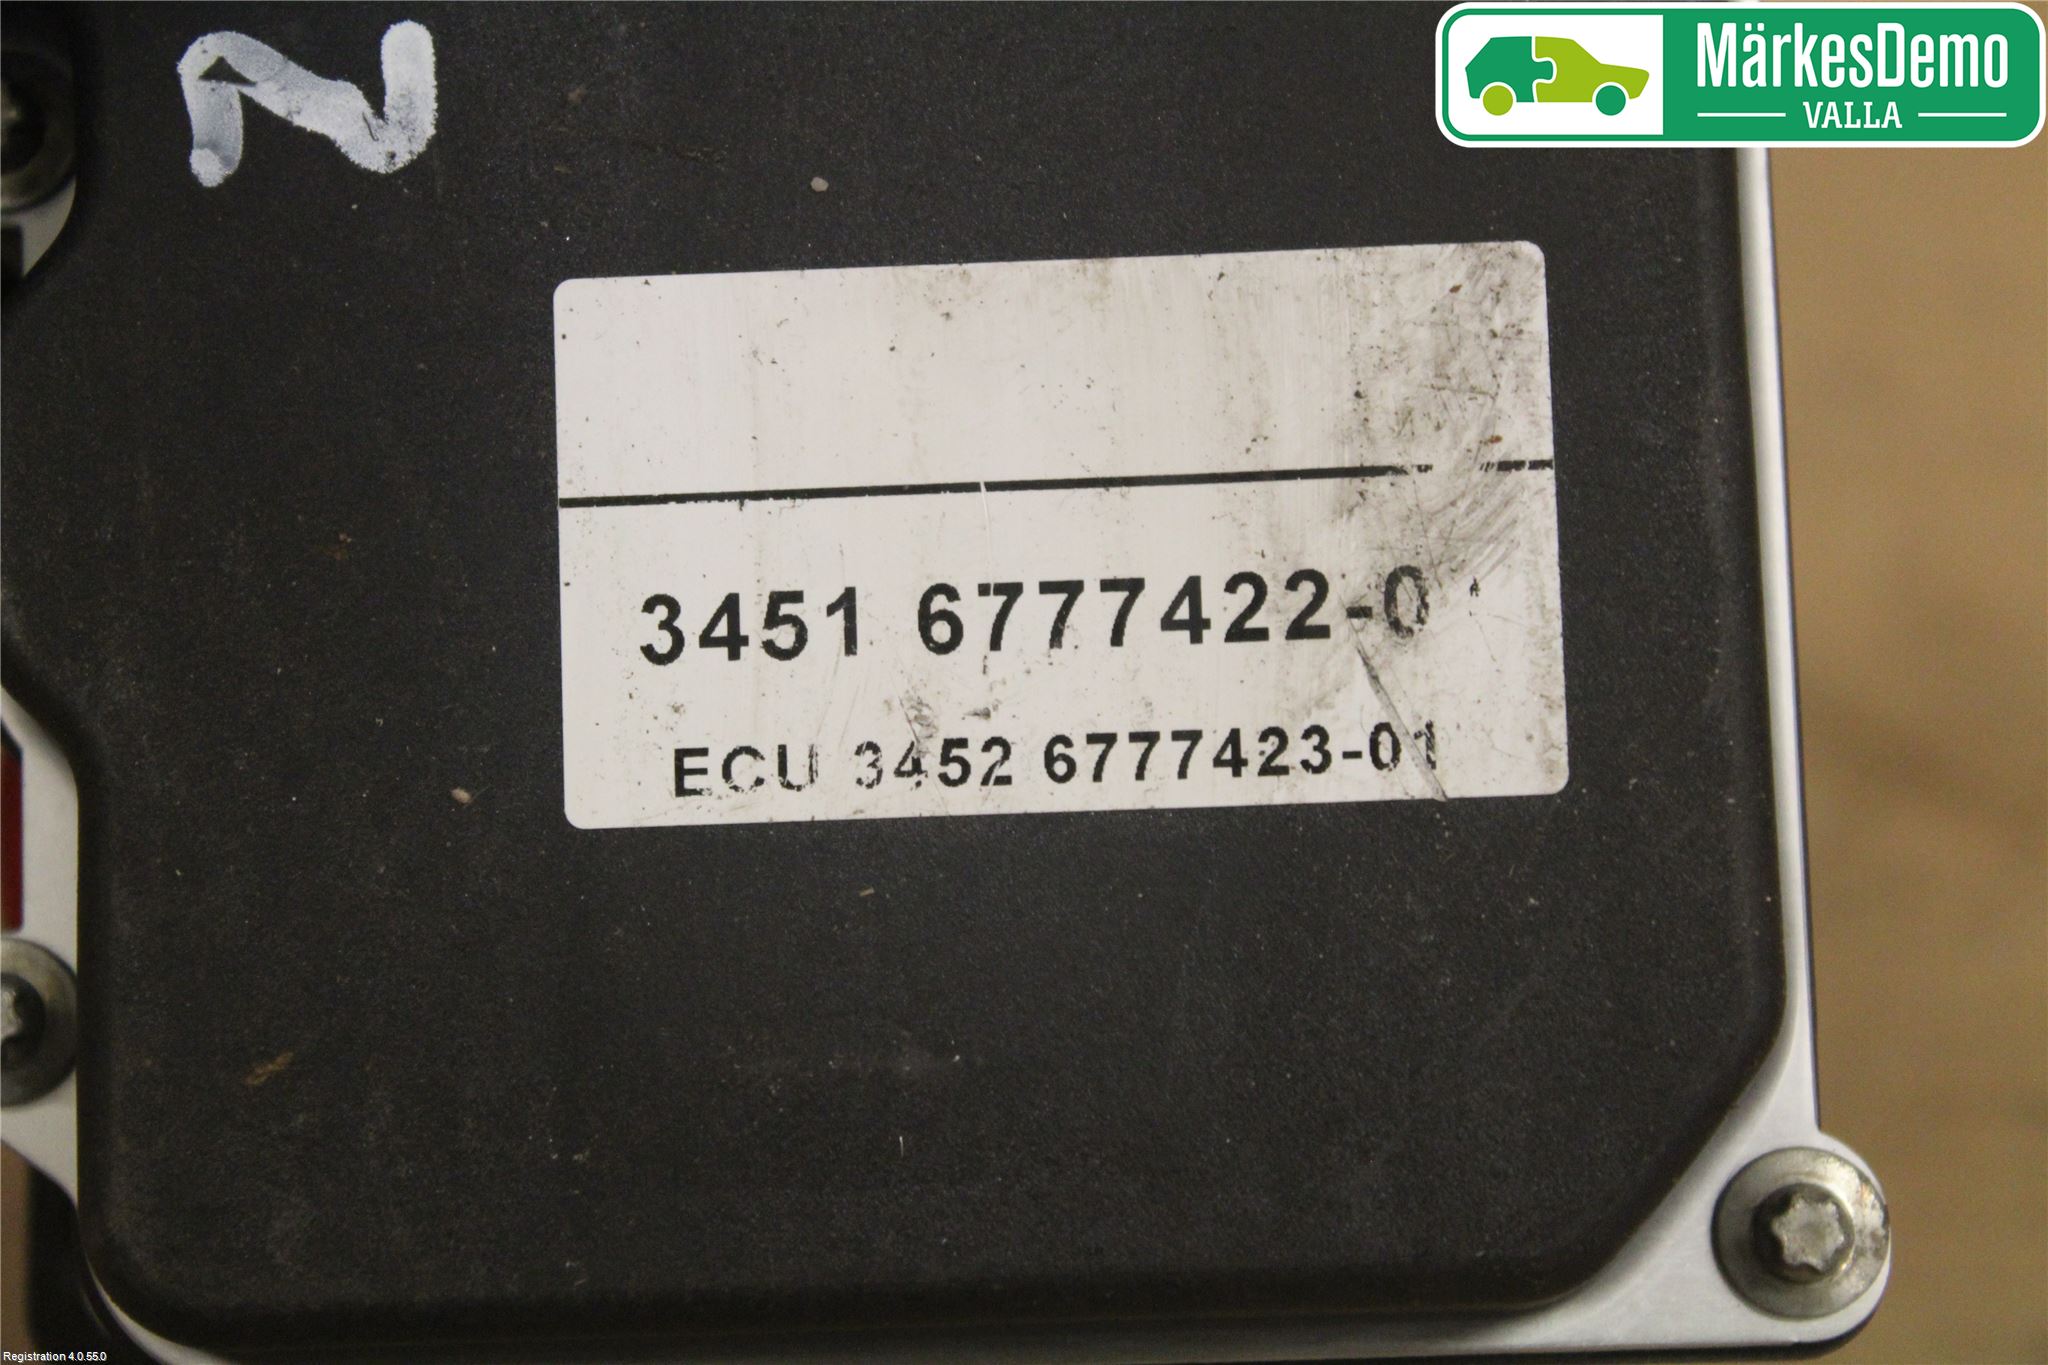 MärkesDemo
VALLA
N
3451 6777422-0
ECU 3452 6777423-01
Registration 4.0.55.0